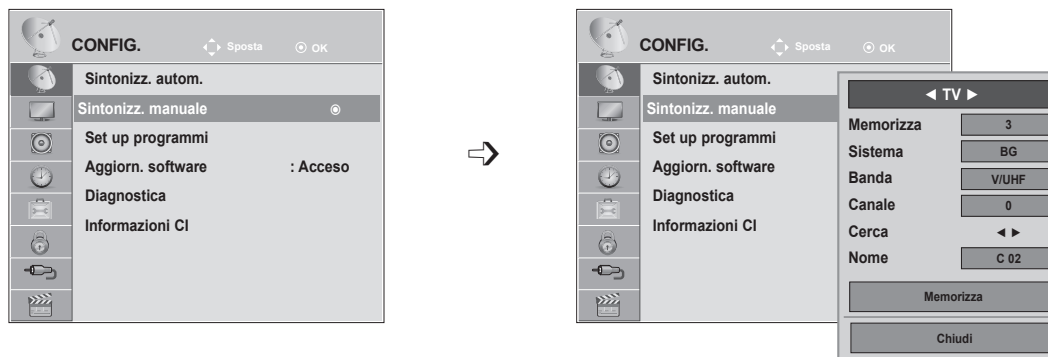 CONFIG. Sposta OK
Sintonizz. autom.
Sintonizz. manuale
Set up programmi
Aggiorn. software : Acceso
Diagnostica
Informazioni CI
CONFIG. Sposta OK
Sintonizz. autom.
Sintonizz. manuale
Set up programmi
Aggiorn. software
Diagnostica
Informazioni CI
◄ TV ►
Memorizza 3
Sistema BG
Banda V/UHF
Canale 0
Cerca ◄ ►
Nome C 02
Memorizza
Chiudi